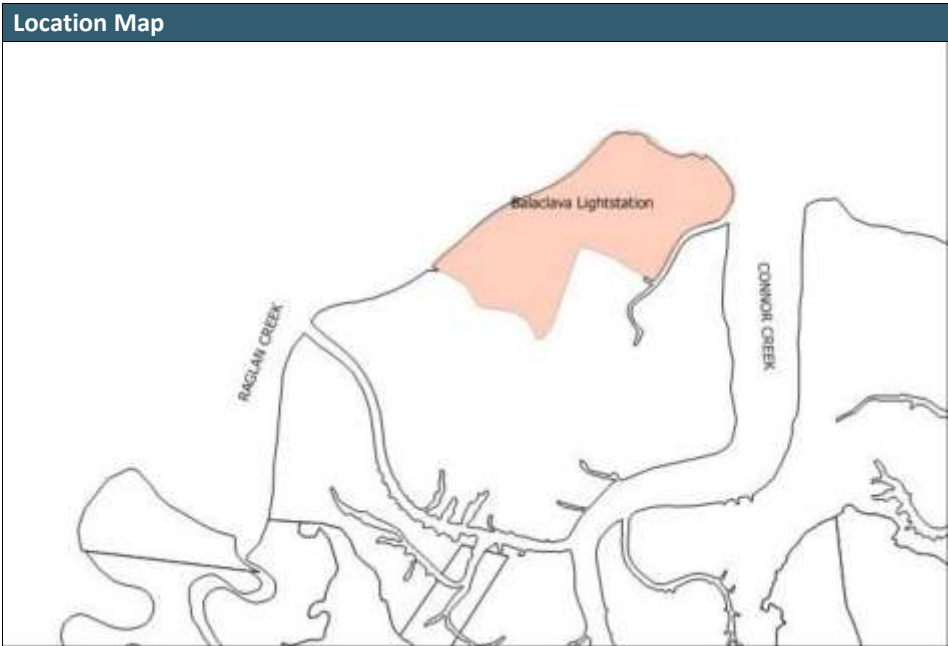 Location Map
Balaclava Lightstation
CONNOR CREEK
RAGLAN CREEK